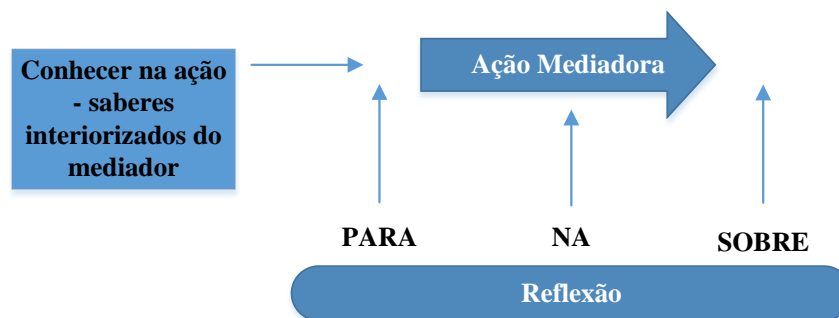 Conhecer na ação
- saberes
interiorizados do
mediador
Ação Mediadora
PARA
NA
SOBRE
Reflexão